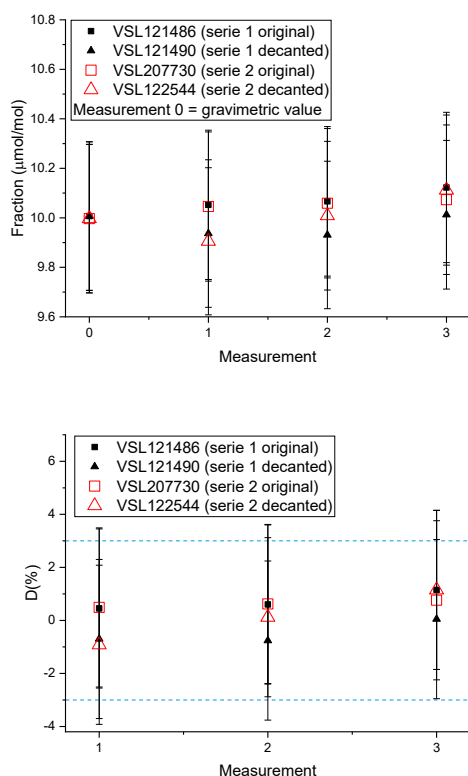 10.8
10.6
10.4
10.2
10.0
9.8
9.6
Fraction (μmol/mol)
VSL121486 (serie 1 original)
VSL121490 (serie 1 decanted)
VSL207730 (serie 2 original)
VSL122544 (serie 2 decanted)
Measurement 0 = gravimetric value
0 1 2 3
Measurement
6
4
2
0
-2
-4
D(%)
VSL121486 (serie 1 original)
VSL121490 (serie 1 decanted)
VSL207730 (serie 2 original)
VSL122544 (serie 2 decanted)
1 2 3
Measurement